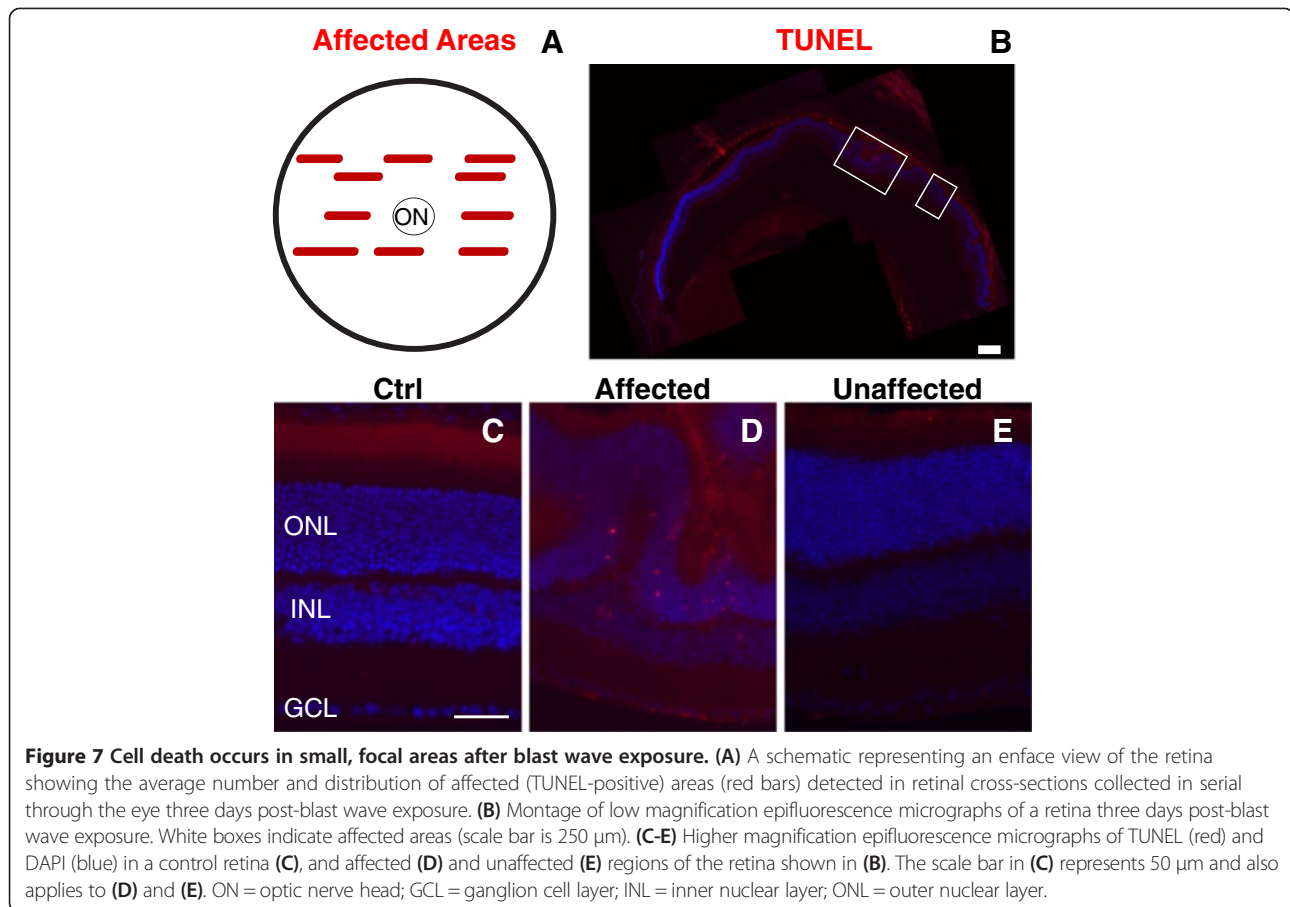 Affected Areas A
TUNEL B
ON
Ctrl Affected Unaffected
C D E
ONL
INL
GCL
Figure 7 Cell death occurs in small, focal areas after blast wave exposure. (A) A schematic representing an enface view of the retina
showing the average number and distribution of affected (TUNEL-positive) areas (red bars) detected in retinal cross-sections collected in serial
through the eye three days post-blast wave exposure. (B) Montage of low magnification epifluorescence micrographs of a retina three days post-blast
wave exposure. White boxes indicate affected areas (scale bar is 250 μm). (C-E) Higher magnification epifluorescence micrographs of TUNEL (red) and
DAPI (blue) in a control retina (C), and affected (D) and unaffected (E) regions of the retina shown in (B). The scale bar in (C) represents 50 μm and also
applies to (D) and (E). ON = optic nerve head; GCL = ganglion cell layer; INL = inner nuclear layer; ONL = outer nuclear layer.